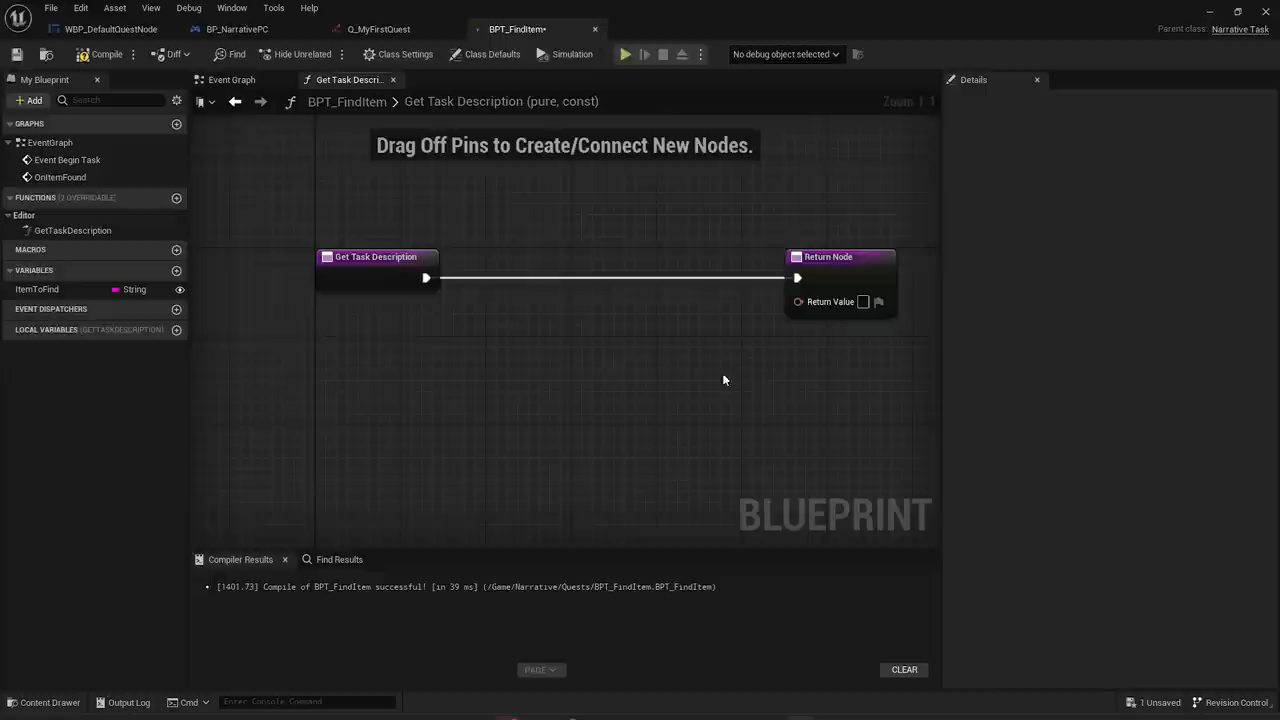 File Edit Asset View Debug Window Tools Help
WBP_DefaultQuestNode BP_NarrativePC Q_MyFirstQuest BPT_FindItem•
Parent class: Narrative Task
Compile Diff Find Hide Unrelated Class Settings Class Defaults Simulation No debug object selected
My Blueprint Event Graph Get Task Descri.. Details
Add Search BPT_FindItem > Get Task Description (pure, const) Zoom 1
GRAPHS
EventGraph
Event Begin Task
OnItemFound
FUNCTIONS
Editor
GetTaskDescription
MACROS
VARIABLES
ItemToFind String
EVENT DISPATCHERS
LOCAL VARIABLES (GETTASKDESCRIPTION)
Drag Off Pins to Create/Connect New Nodes.
Get Task Description
Return Node
Return Value
BLUEPRINT
Compiler Results Find Results
[1401.73] Compile of BPT_FindItem successful! [in 39 ms] (/Game/Narrative/Quests/BPT_FindItem.BPT_FindItem)
PAGE CLEAR
Content Drawer Output Log Cmd Enter Console Command 1 Unsaved Revision Control